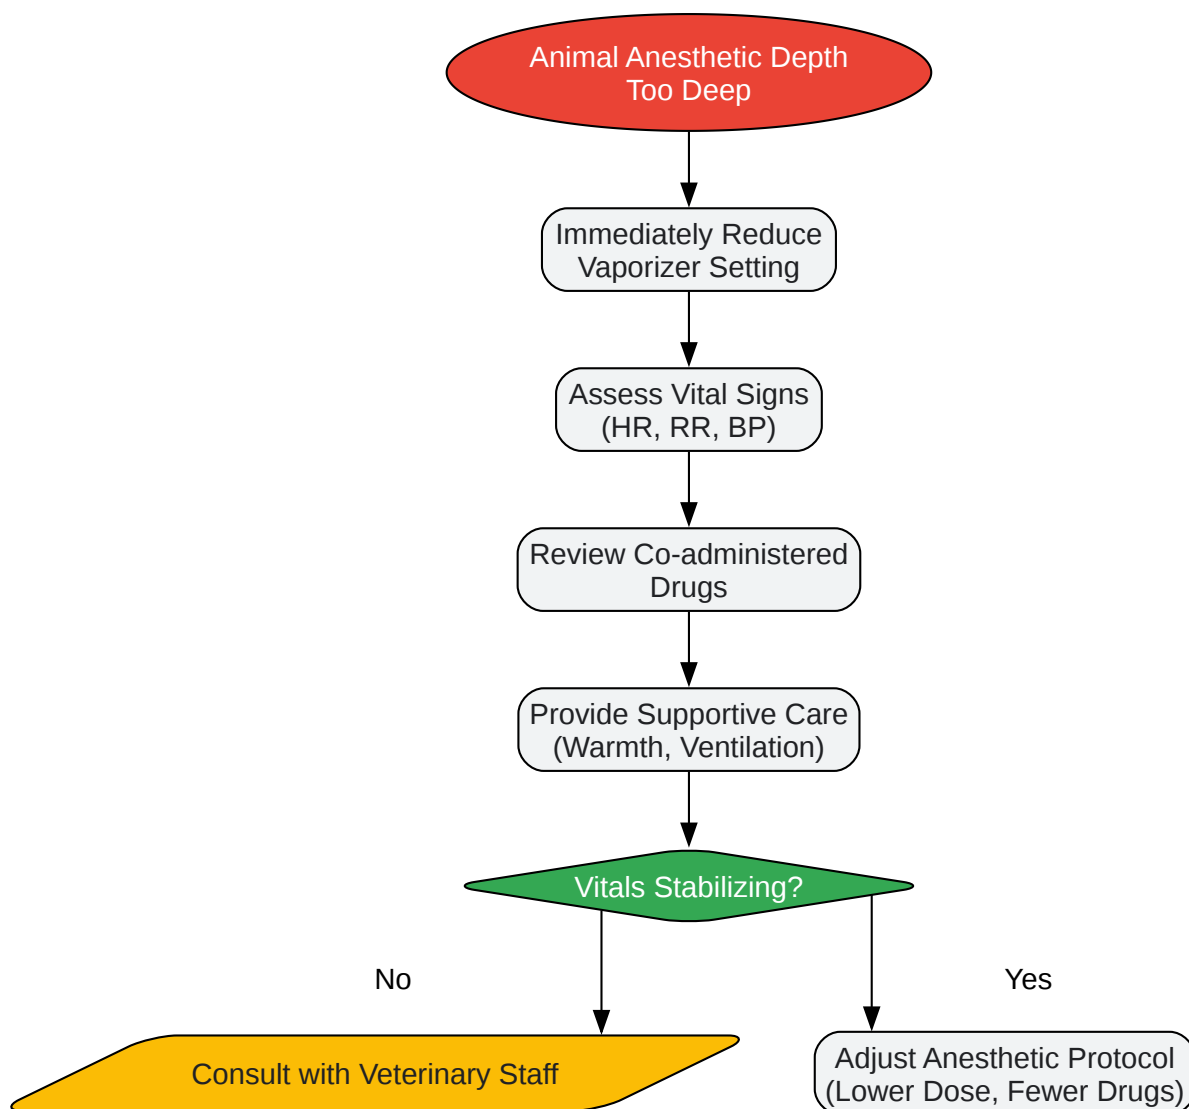 Animal Anesthetic Depth
Too Deep
Immediately Reduce
Vaporizer Setting
Assess Vital Signs
(HR, RR, BP)
Review Co-administered
Drugs
Provide Supportive Care
(Warmth, Ventilation)
Vitals Stabilizing?
No
Yes
Consult with Veterinary Staff
Adjust Anesthetic Protocol
(Lower Dose, Fewer Drugs)